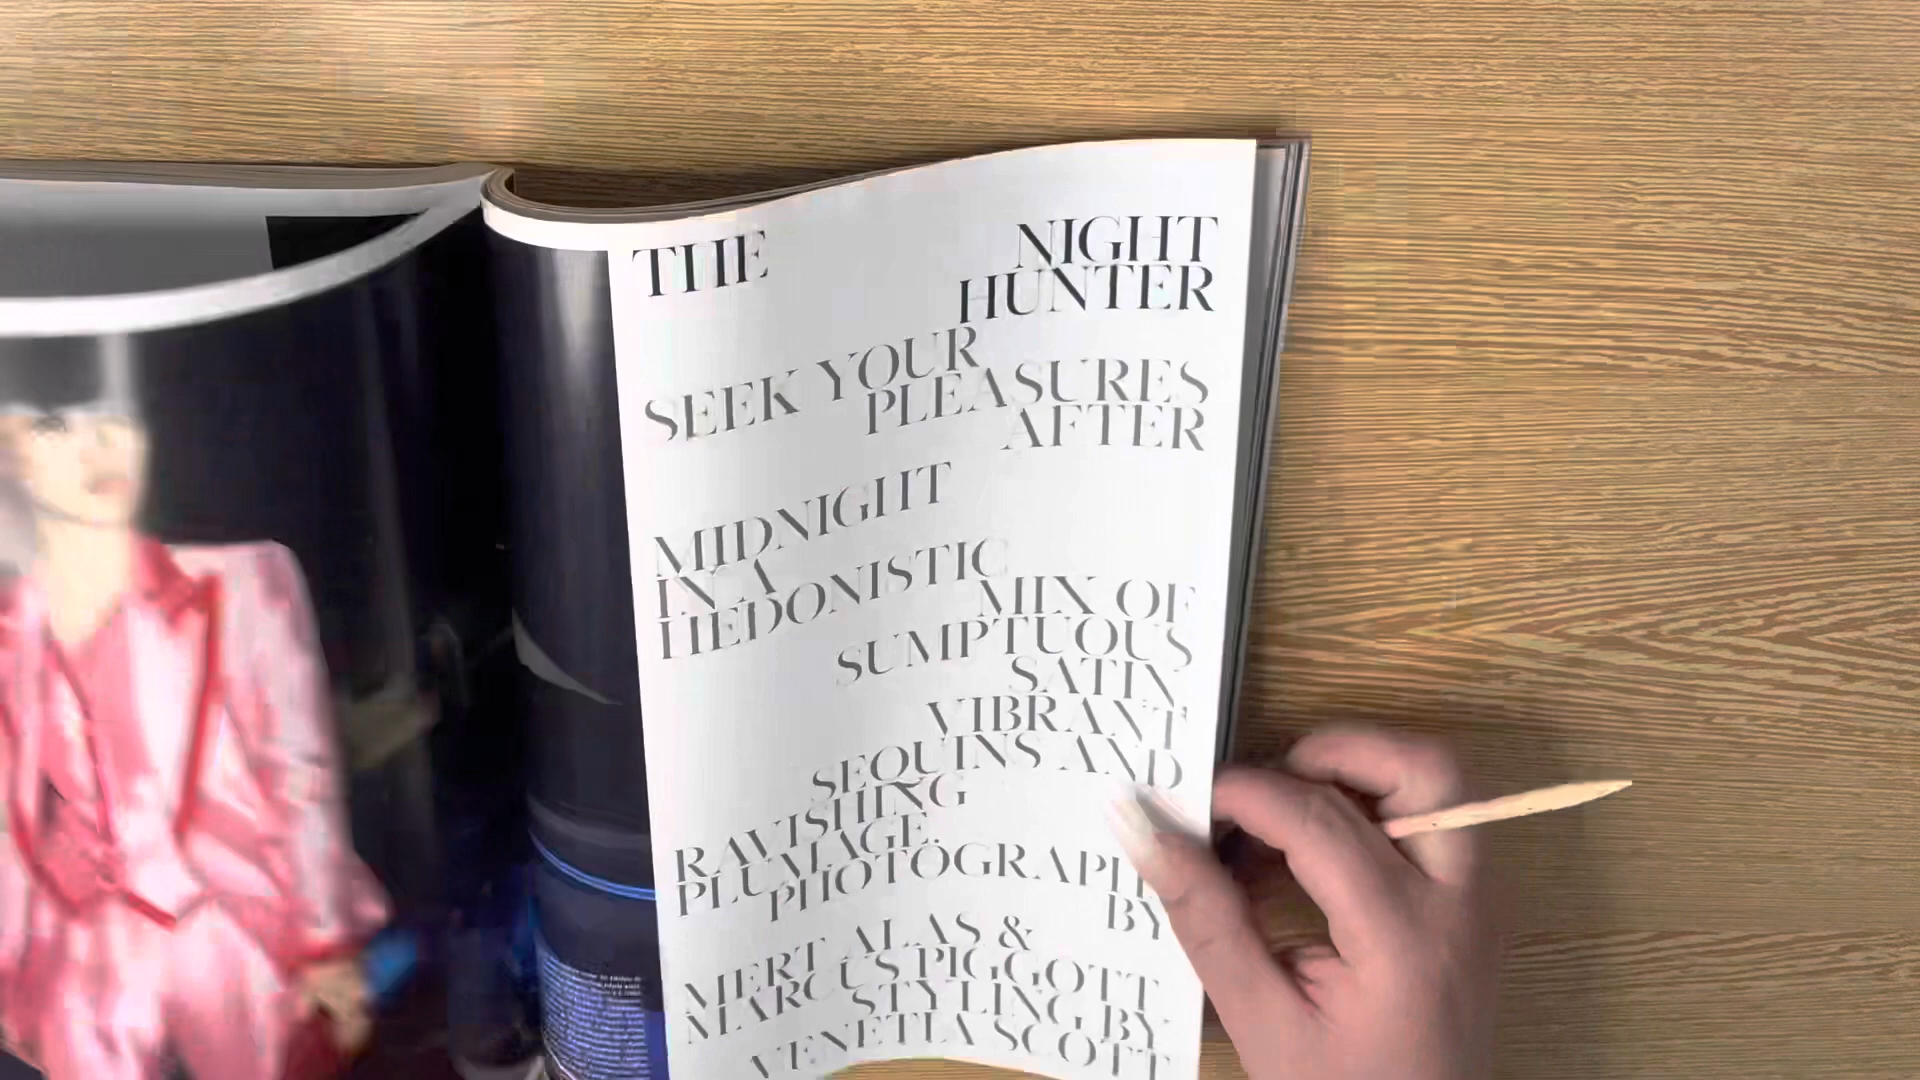 THE NIGHT
HUNTER
SEEK YOUR
PLEASURES
AFTER
MIDNIGHT
IN A
HEDONISTIC
MIX OF
SUMPTUOUS
SATIN
VIBRANT
SEQUINS AND
RAVISHING
PLUMAGE.
PHOTOGRAPHY
BY
MERT ALAS &
MARCUS PIGGOTT
STYLING BY
VENETIA SCOTT